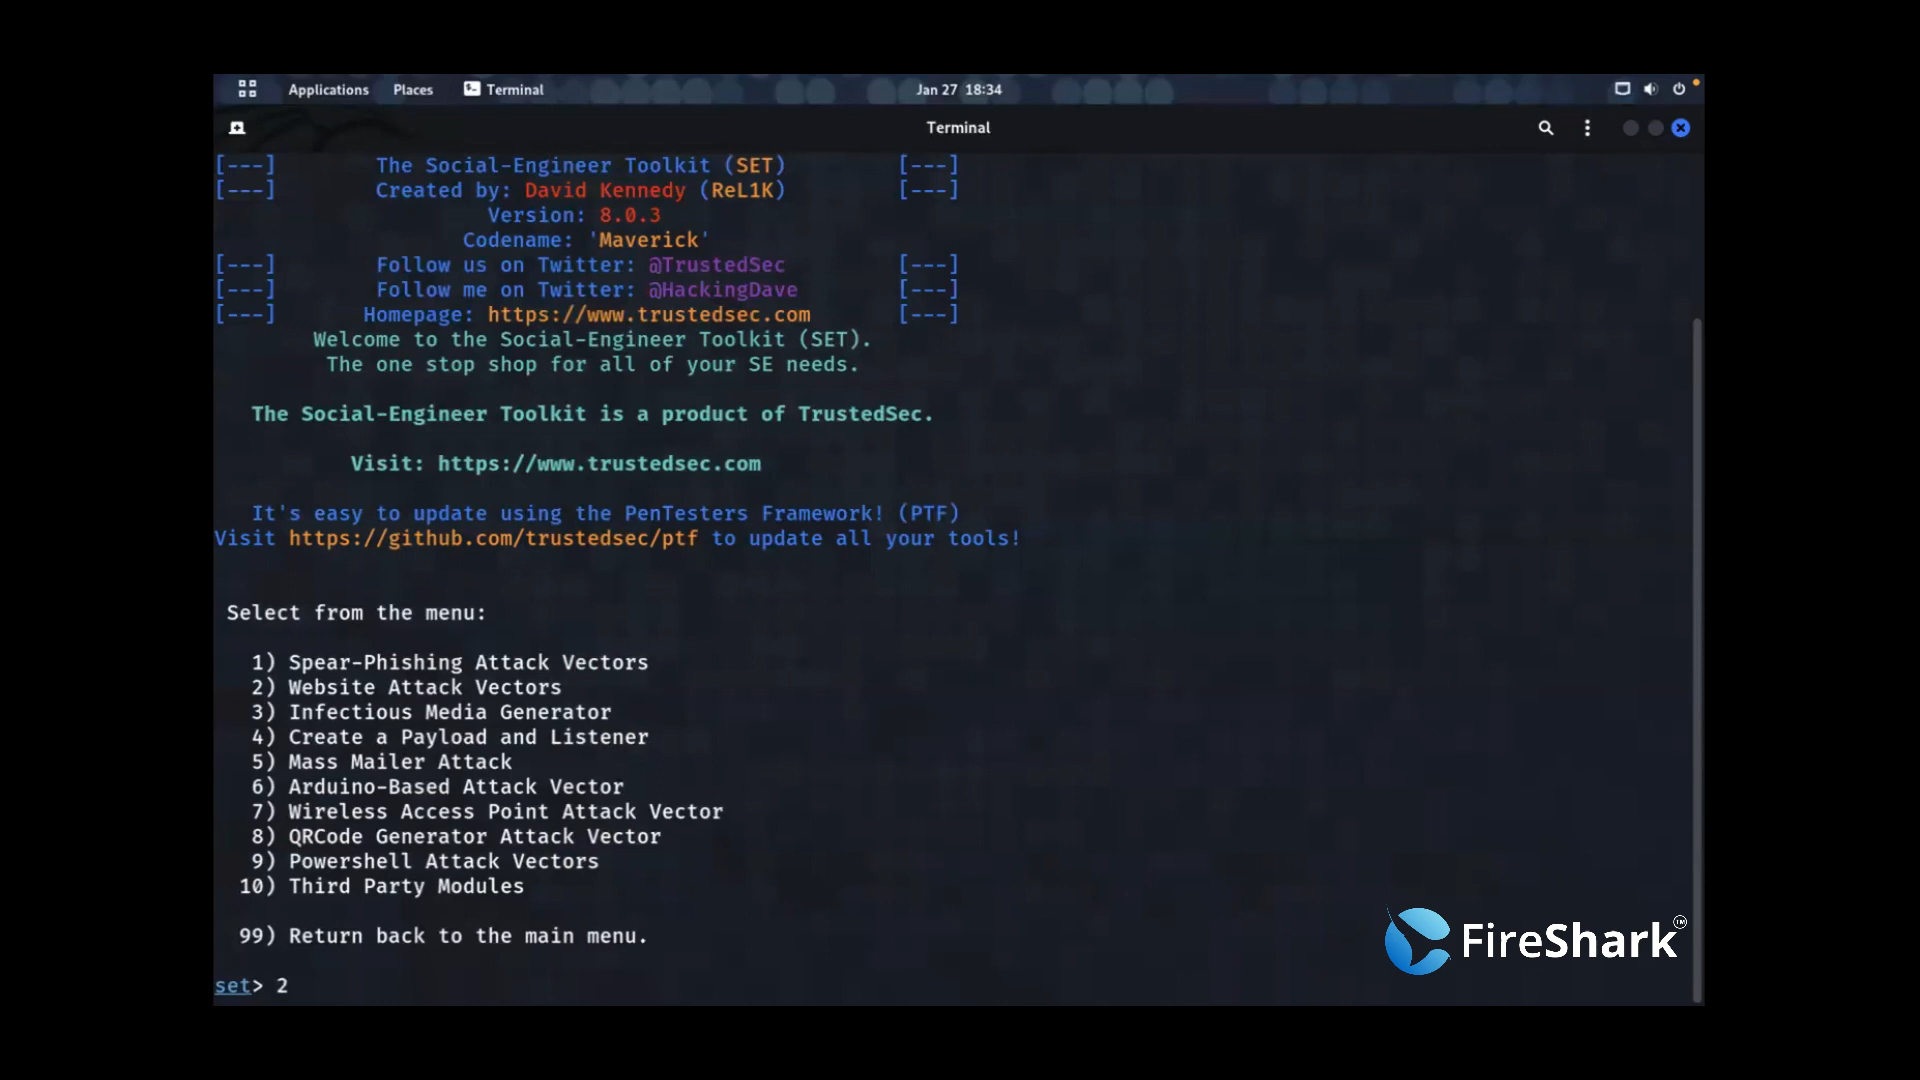 Applications Places Terminal Jan 27 18:34
Terminal
[---] The Social-Engineer Toolkit (SET) [---]
[---] Created by: David Kennedy (ReL1K) [---]
Version: 8.0.3
Codename: 'Maverick'
[---] Follow us on Twitter: @TrustedSec [---]
[---] Follow me on Twitter: @HackingDave [---]
[---] Homepage: https://www.trustedsec.com [---]
Welcome to the Social-Engineer Toolkit (SET).
The one stop shop for all of your SE needs.
The Social-Engineer Toolkit is a product of TrustedSec.
Visit: https://www.trustedsec.com
It's easy to update using the PenTesters Framework! (PTF)
Visit https://github.com/trustedsec/ptf to update all your tools!
Select from the menu:
1) Spear-Phishing Attack Vectors
2) Website Attack Vectors
3) Infectious Media Generator
4) Create a Payload and Listener
5) Mass Mailer Attack
6) Arduino-Based Attack Vector
7) Wireless Access Point Attack Vector
8) QRCode Generator Attack Vector
9) Powershell Attack Vectors
10) Third Party Modules
99) Return back to the main menu.
set> 2
FireShark™